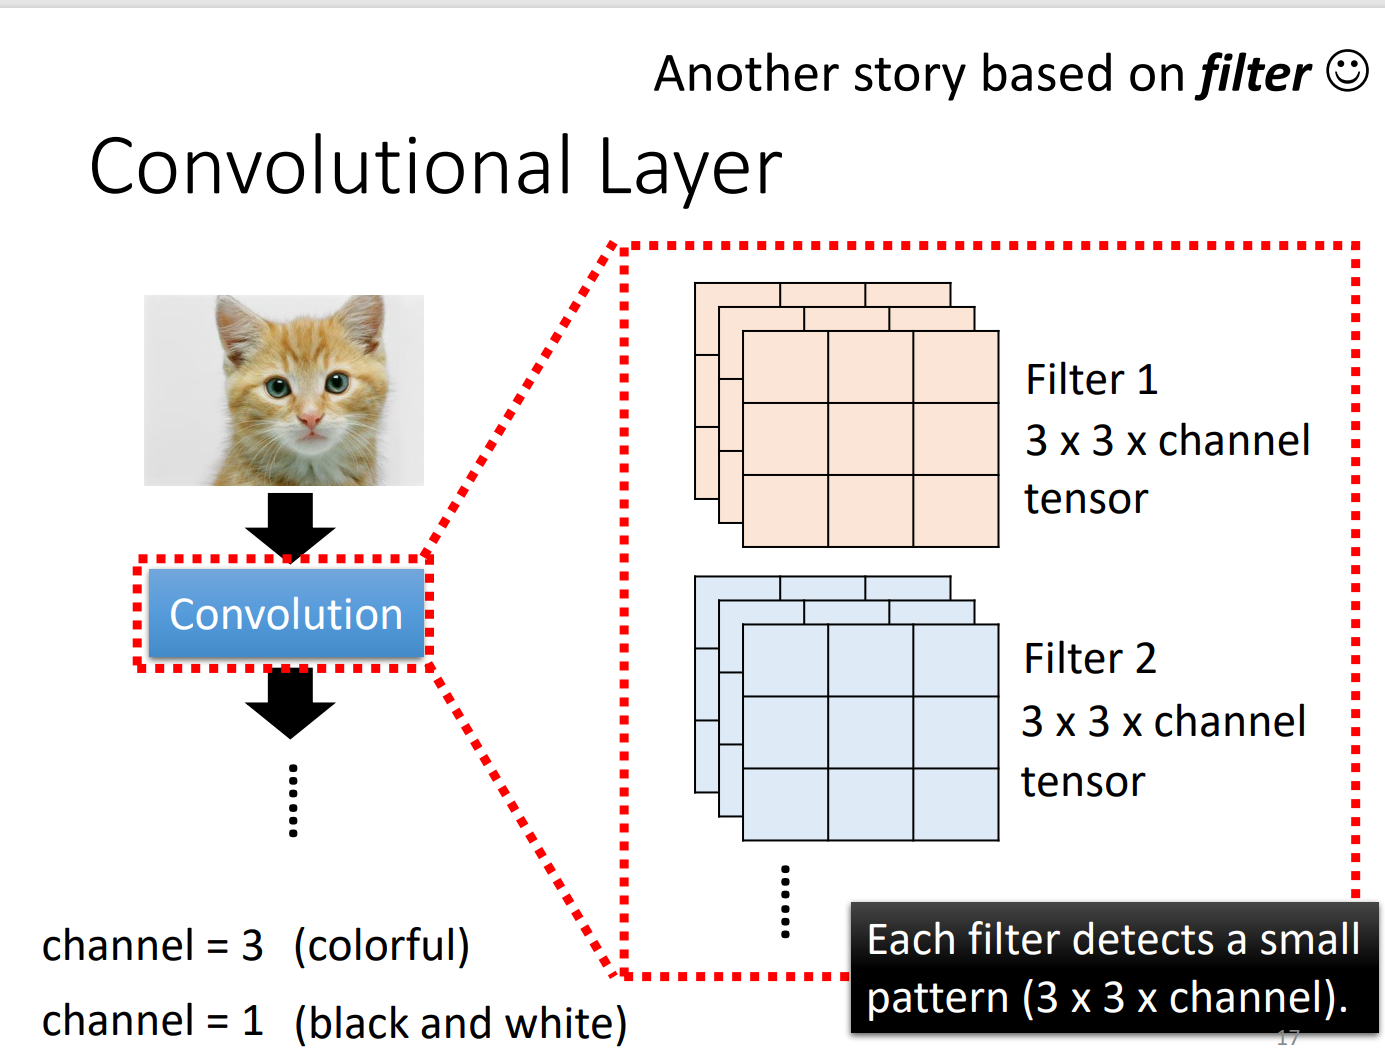 Another story based on filter ☺
Convolutional Layer
Convolution
channel = 3 (colorful)
channel = 1 (black and white)
Filter 1
3 x 3 x channel
tensor
Filter 2
3 x 3 x channel
tensor
Each filter detects a small
pattern (3 x 3 x channel).
17